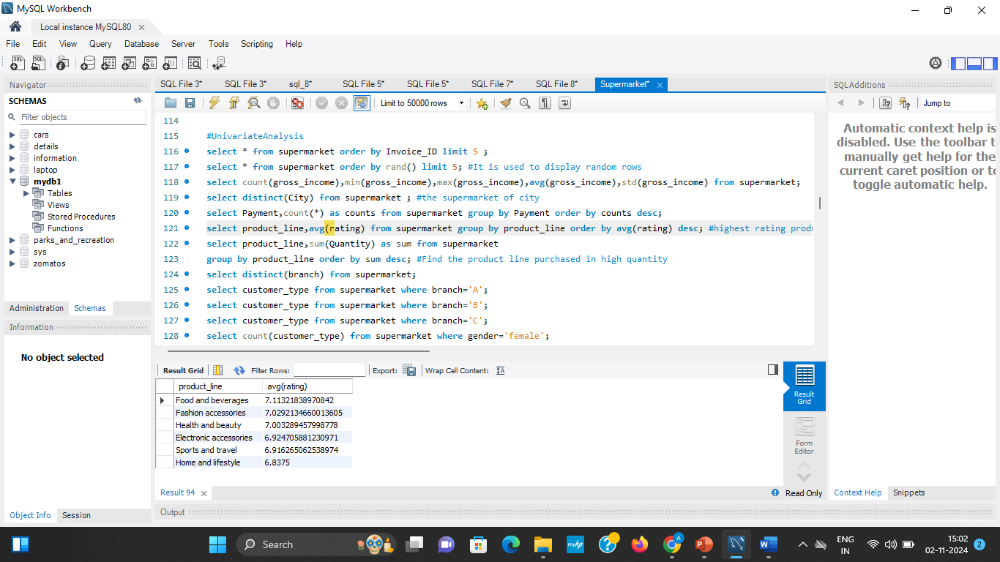 MySQL Workbench
Local instance MySQL80
File Edit View Query Database Server Tools Scripting Help
Navigator
SCHEMAS
Filter objects
cars
details
information
laptop
mydb1
Tables
Views
Stored Procedures
Functions
parks_and_recreation
sys
zomatos
Administration Schemas
Information
No object selected
Object Info Session
SQL File 3* SQL File 3* sql_8* SQL File 5* SQL File 5* SQL File 7* SQL File 8* Supermarket*
Limit to 50000 rows
114
115 #UnivariateAnalysis
116 select * from supermarket order by Invoice_ID limit 5 ;
117 select * from supermarket order by rand() limit 5; #It is used to display random rows
118 select count(gross_income),min(gross_income),max(gross_income),avg(gross_income),std(gross_income) from supermarket;
119 select distinct(City) from supermarket ; #the supermarket of city
120 select Payment,count(*) as counts from supermarket group by Payment order by counts desc;
121 select product_line,avg(rating) from supermarket group by product_line order by avg(rating) desc; #highest rating
122 select product_line,sum(Quantity) as sum from supermarket
123 group by product_line order by sum desc; #Find the product line purchased in high quantity
124 select distinct(branch) from supermarket;
125 select customer_type from supermarket where branch='A';
126 select customer_type from supermarket where branch='B';
127 select customer_type from supermarket where branch='C';
128 select count(customer_type) from supermarket where gender='female';
Result Grid Filter Rows: Export: Wrap Cell Content:
product_line avg(rating)
Food and beverages 7.11321838970842
Fashion accessories 7.0292134660013605
Health and beauty 7.003289457998778
Electronic accessories 6.924705881230971
Sports and travel 6.916265062538974
Home and lifestyle 6.8375
Result Grid
Form Editor
Result 94
Read Only
Output
SQLAdditions
Jump to
Automatic context help is
disabled. Use the toolbar
manually get help for the
current caret position or
toggle automatic help.
Context Help Snippets
Search
ENG
IN
15:02
02-11-2024
2